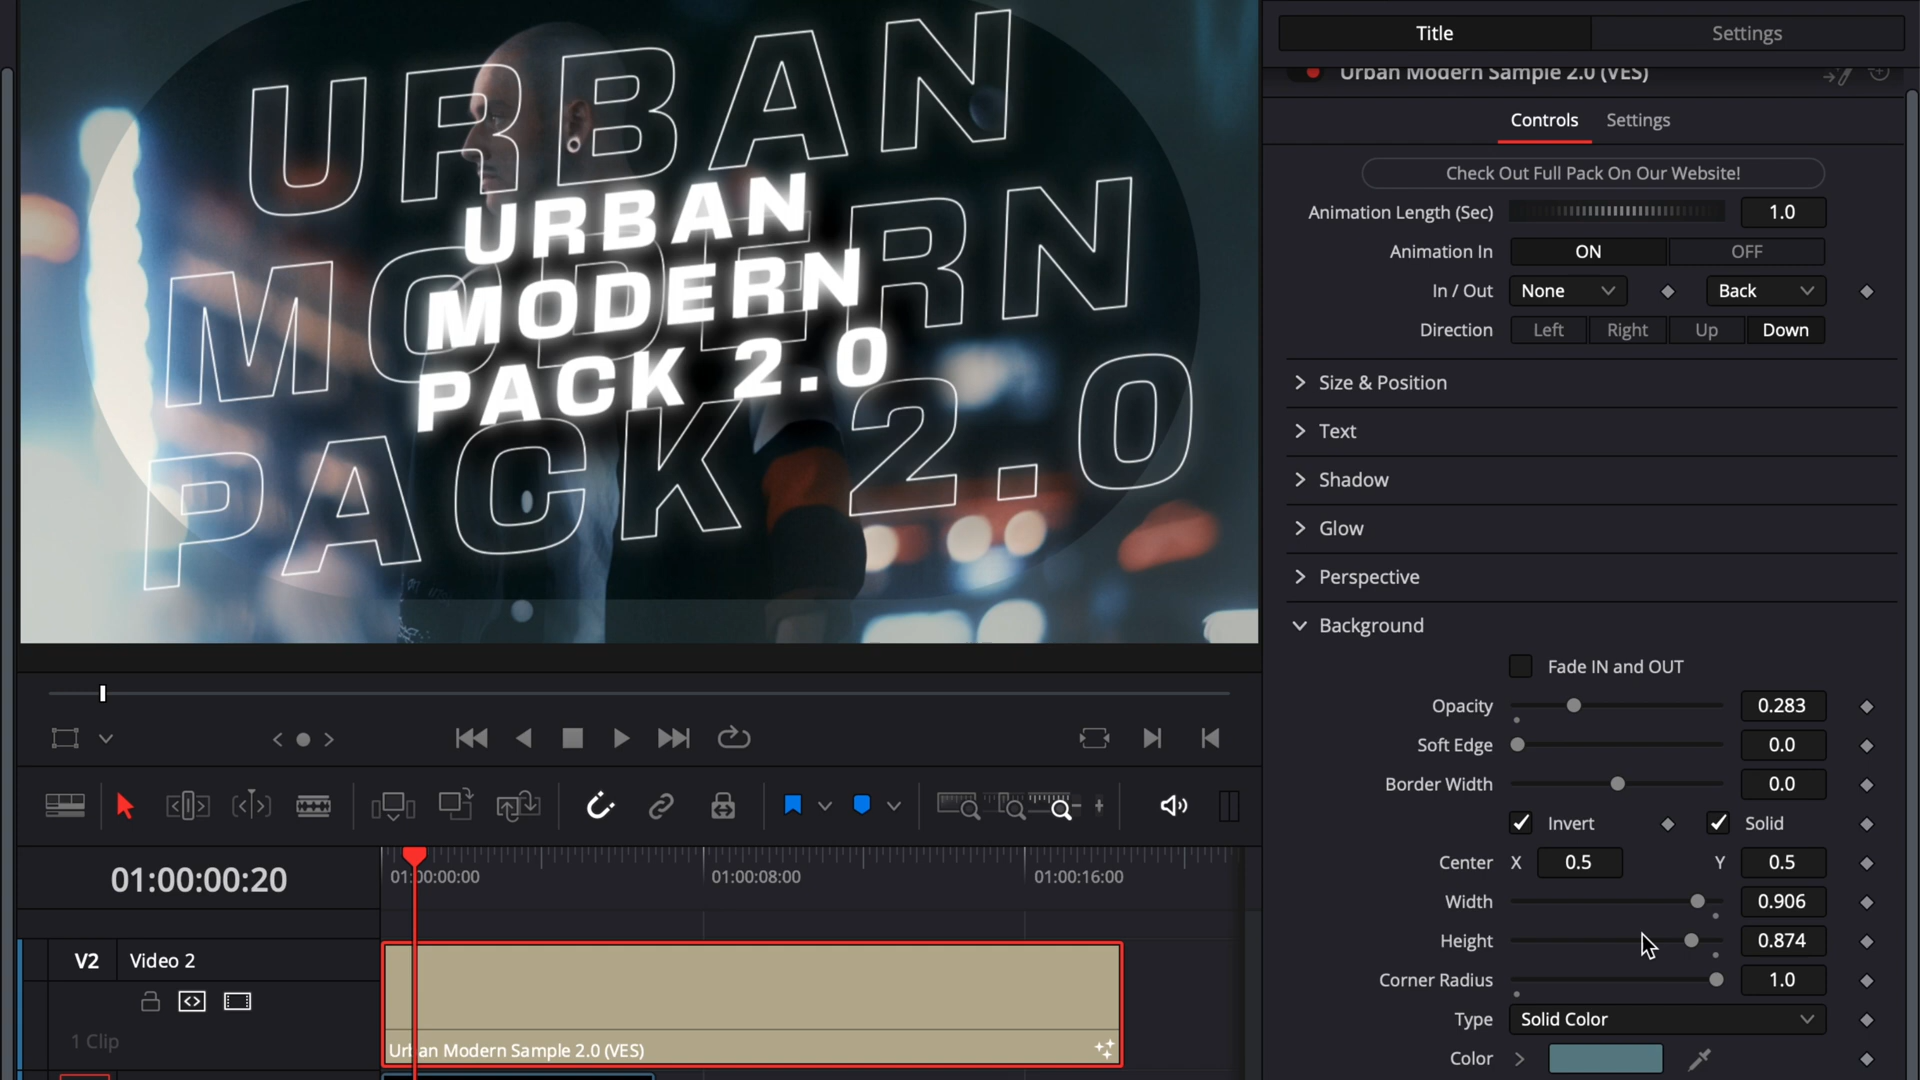 URBAN
MODERN
PACK 2.0
URBAN
MODERN
PACK 2.0
Title
Settings
Urban Modern Sample 2.0 (VES)
Controls
Settings
Check Out Full Pack On Our Website!
Animation Length (Sec) 1.0
Animation In ON OFF
In / Out None Back
Direction Left Right Up Down
Size & Position
Text
Shadow
Glow
Perspective
Background
Fade IN and OUT
Opacity 0.283
Soft Edge 0.0
Border Width 0.0
Invert Solid
Center X 0.5 Y 0.5
Width 0.906
Height 0.874
Corner Radius 1.0
Type Solid Color
Color
01:00:00:20
01:00:00:00 01:00:08:00 01:00:16:00
V2 Video 2
1 Clip
Urban Modern Sample 2.0 (VES)